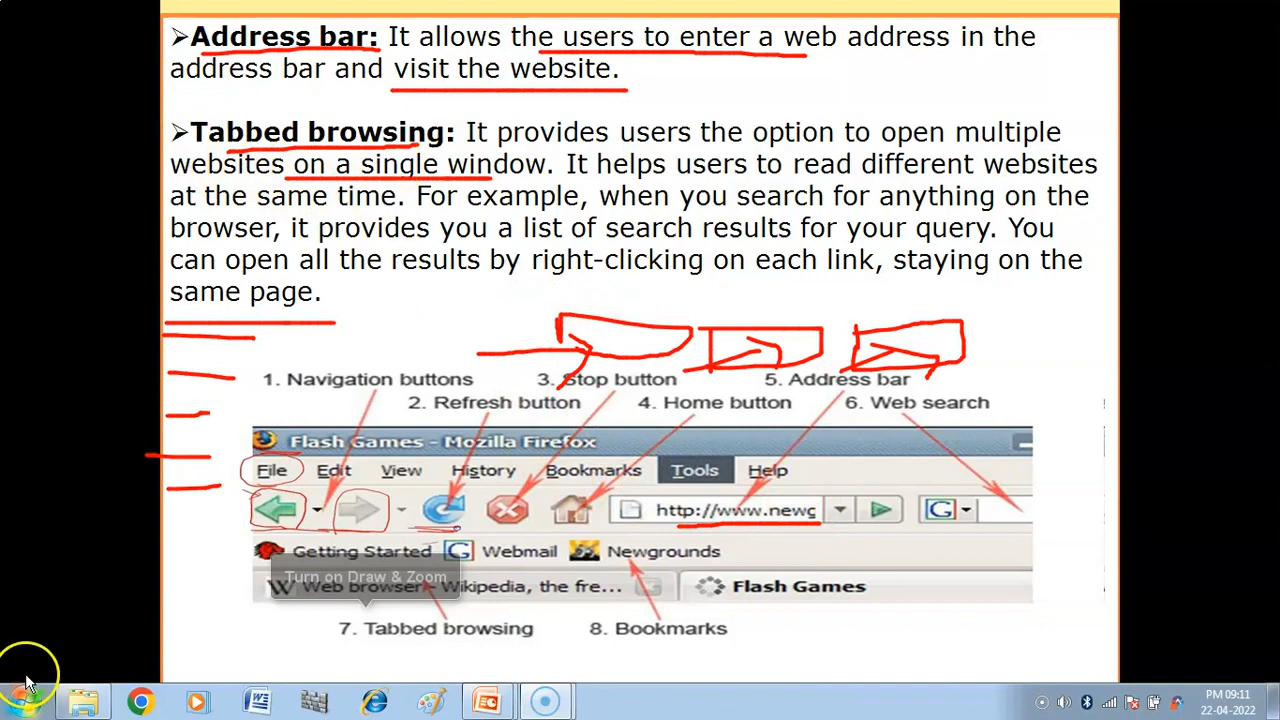 ➢Address bar: It allows the users to enter a web address in the
address bar and visit the website.
➢Tabbed browsing: It provides users the option to open multiple
websites on a single window. It helps users to read different websites
at the same time. For example, when you search for anything on the
browser, it provides you a list of search results for your query. You
can open all the results by right-clicking on each link, staying on the
same page.
1. Navigation buttons 3. Stop button 5. Address bar
2. Refresh button 4. Home button 6. Web search
Flash Games - Mozilla Firefox
File Edit View History Bookmarks Tools Help
http://www.newg
G
Getting Started G Webmail Newgrounds
Turn on Draw & Zoom
W Web browser - Wikipedia, the fre... Flash Games
7. Tabbed browsing 8. Bookmarks
PM 09:11
22-04-2022